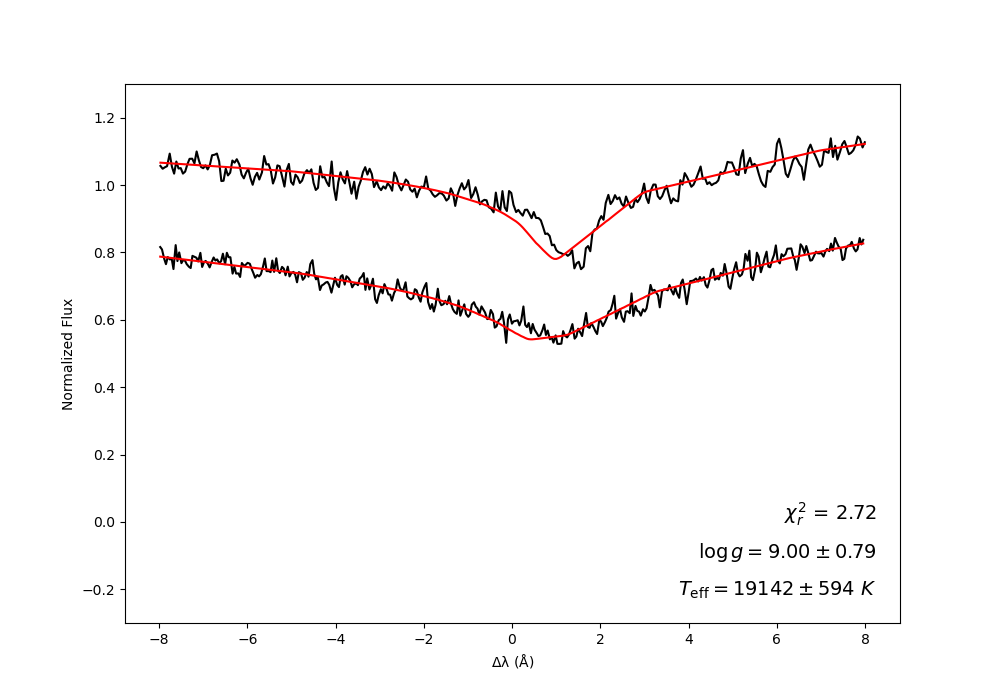 1.2
1.0
0.8
0.6
0.4
0.2
0.0
−0.2
Normalized Flux
χ²ᵣ = 2.72
log g = 9.00 ± 0.79
T_eff = 19142 ± 594 K
−8 −6 −4 −2 0 2 4 6 8
Δλ (Å)